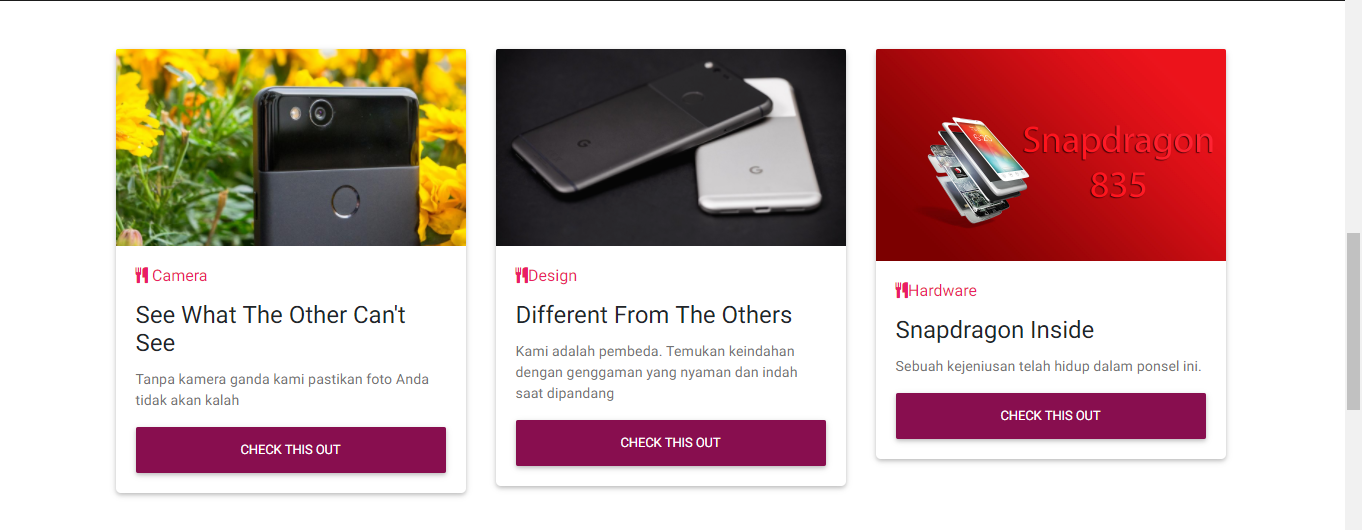 Snapdragon
835
Camera
See What The Other Can't
See
Tanpa kamera ganda kami pastikan foto Anda
tidak akan kalah
CHECK THIS OUT
Design
Different From The Others
Kami adalah pembeda. Temukan keindahan
dengan genggaman yang nyaman dan indah
saat dipandang
CHECK THIS OUT
Hardware
Snapdragon Inside
Sebuah kejeniusan telah hidup dalam ponsel ini.
CHECK THIS OUT